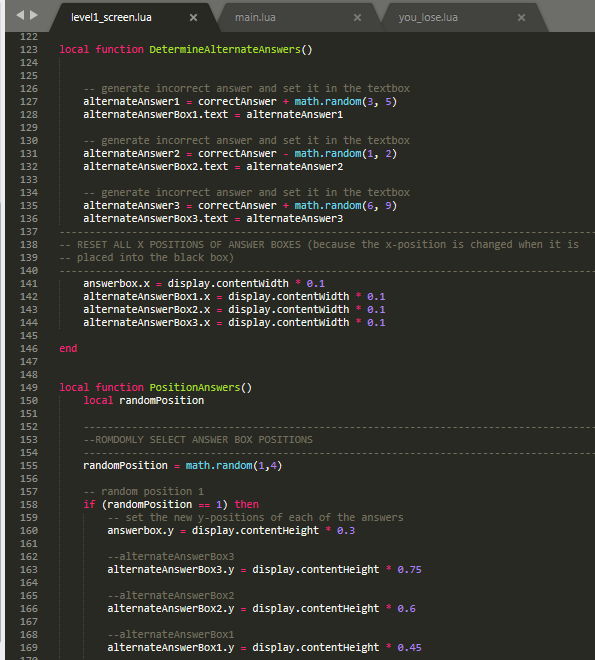 level1_screen.lua × main.lua × you_lose.lua ×
122
123 local function DetermineAlternateAnswers()
124
125
126 -- generate incorrect answer and set it in the textbox
127 alternateAnswer1 = correctAnswer + math.random(3, 5)
128 alternateAnswerBox1.text = alternateAnswer1
129
130 -- generate incorrect answer and set it in the textbox
131 alternateAnswer2 = correctAnswer - math.random(1, 2)
132 alternateAnswerBox2.text = alternateAnswer2
133
134 -- generate incorrect answer and set it in the textbox
135 alternateAnswer3 = correctAnswer + math.random(6, 9)
136 alternateAnswerBox3.text = alternateAnswer3
137 -------------------------------------------------------------------------------------------
138 -- RESET ALL X POSITIONS OF ANSWER BOXES (because the x-position is changed when it is
139 -- placed into the black box)
140 -------------------------------------------------------------------------------------------
141 answerbox.x = display.contentWidth * 0.1
142 alternateAnswerBox1.x = display.contentWidth * 0.1
143 alternateAnswerBox2.x = display.contentWidth * 0.1
144 alternateAnswerBox3.x = display.contentWidth * 0.1
145
146 end
147
148
149 local function PositionAnswers()
150 local randomPosition
151
152 -------------------------------------------------------------------------------------------
153 --ROMDOMLY SELECT ANSWER BOX POSITIONS
154 -------------------------------------------------------------------------------------------
155 randomPosition = math.random(1,4)
156
157 -- random position 1
158 if (randomPosition == 1) then
159 -- set the new y-positions of each of the answers
160 answerbox.y = display.contentHeight * 0.3
161
162 --alternateAnswerBox3
163 alternateAnswerBox3.y = display.contentHeight * 0.75
164
165 --alternateAnswerBox2
166 alternateAnswerBox2.y = display.contentHeight * 0.6
167
168 --alternateAnswerBox1
169 alternateAnswerBox1.y = display.contentHeight * 0.45
170